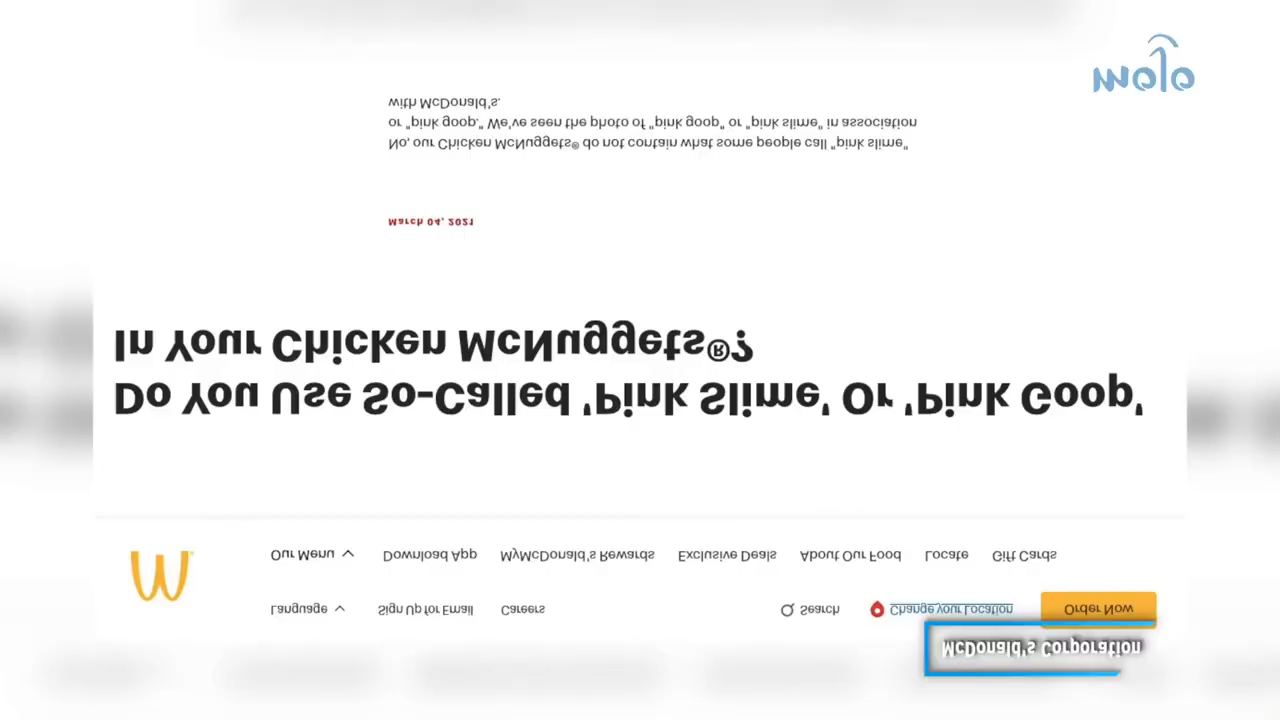 McDonald's Corporation
Language Sign Up for Email Careers Search Change your Location Order Now
Our Menu Download App MyMcDonald's Rewards Exclusive Deals About Our Food Locate Gift Cards
Do You Use So-Called 'Pink Slime' Or 'Pink Goop'
In Your Chicken McNuggets®?
March 04, 2021
No, our Chicken McNuggets® do not contain what some people call "pink slime"
or "pink goop." We've seen the photo of "pink goop" or "pink slime" in association
with McDonald's.
mojo